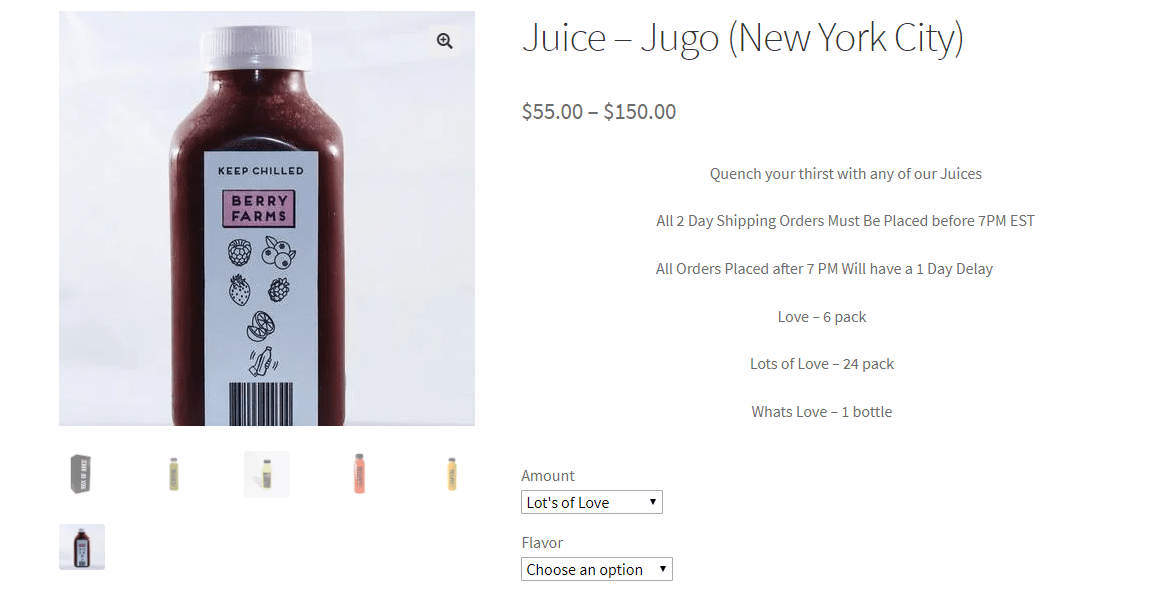 Juice – Jugo (New York City)
$55.00 – $150.00
KEEP CHILLED
BERRY
FARMS
Quench your thirst with any of our Juices
All 2 Day Shipping Orders Must Be Placed before 7PM EST
All Orders Placed after 7 PM Will have a 1 Day Delay
Love – 6 pack
Lots of Love – 24 pack
Whats Love – 1 bottle
Amount
Lot's of Love
Flavor
Choose an option